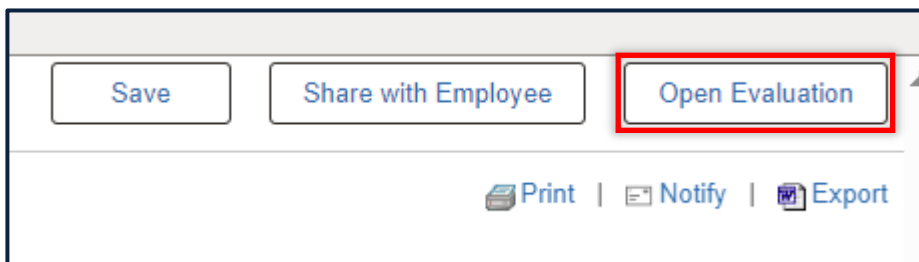 Save Share with Employee Open Evaluation
Print | Notify | Export